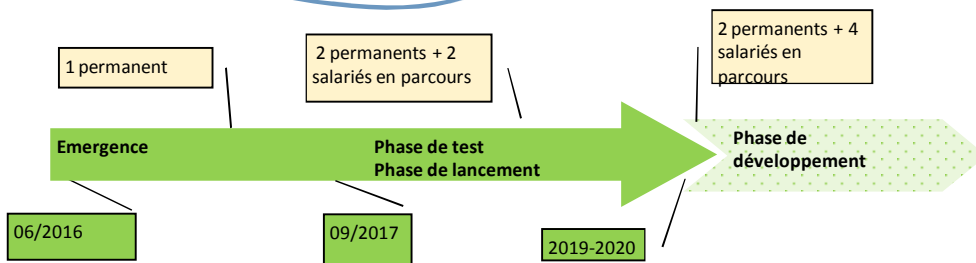 1 permanent
2 permanents + 2
salariés en parcours
2 permanents + 4
salariés en
parcours
Emergence
Phase de test
Phase de lancement
Phase de
développement
06/2016
09/2017
2019-2020